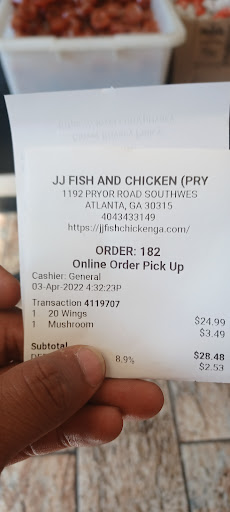 JJ FISH AND CHICKEN (PRY
1192 PRYOR ROAD SOUTHWES
ATLANTA, GA 30315
4043433149
https://jjfishchickenga.com/
ORDER: 182
Online Order Pick Up
Cashier: General
03-Apr-2022 4:32:23P
Transaction 4119707
1 20 Wings $24.99
1 Mushroom $3.49
Subtotal $28.48
8.9% $2.53